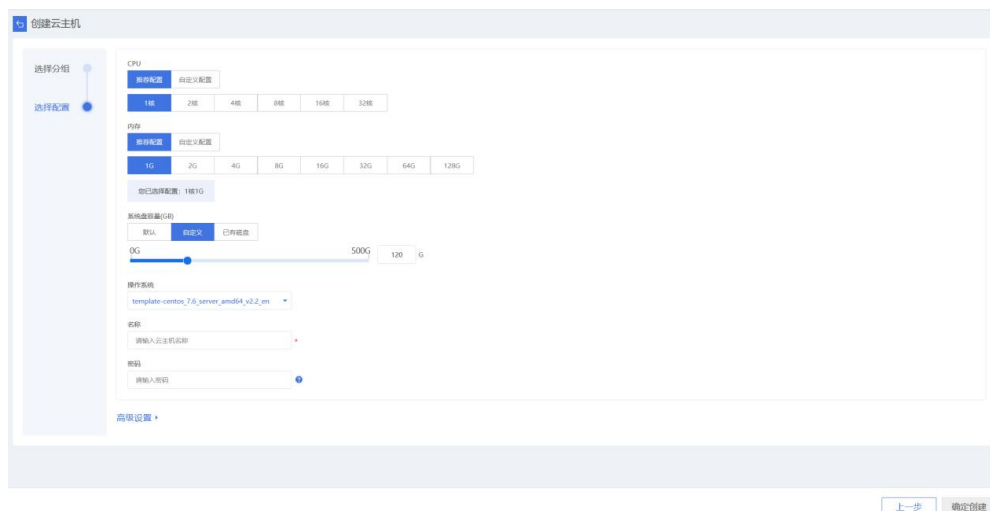 创建云主机
选择分组
选择配置
CPU
推荐配置 自定义配置
1核 2核 4核 8核 16核 32核
内存
推荐配置 自定义配置
1G 2G 4G 8G 16G 32G 64G 128G
您已选择配置：1核1G
系统盘容量(GB)
默认 自定义 已有磁盘
0G 500G 120 G
操作系统
template-centos_7.6_server_amd64_v2.2_en
名称
请输入云主机名称 *
密码
请输入密码 ?
高级设置
上一步 确定创建